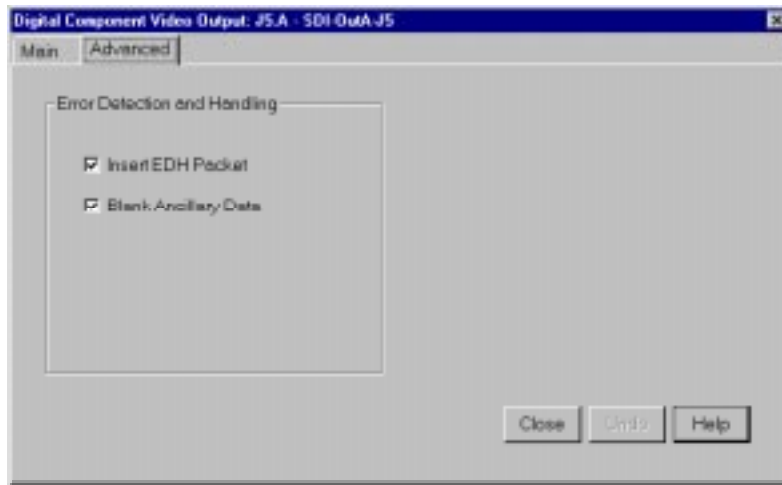 Digital Component Video Output: J5.A - SDI-OutA-J5
Main Advanced
Error Detection and Handling
Insert EDH Packet
Blank Ancillary Data
Close Undo Help